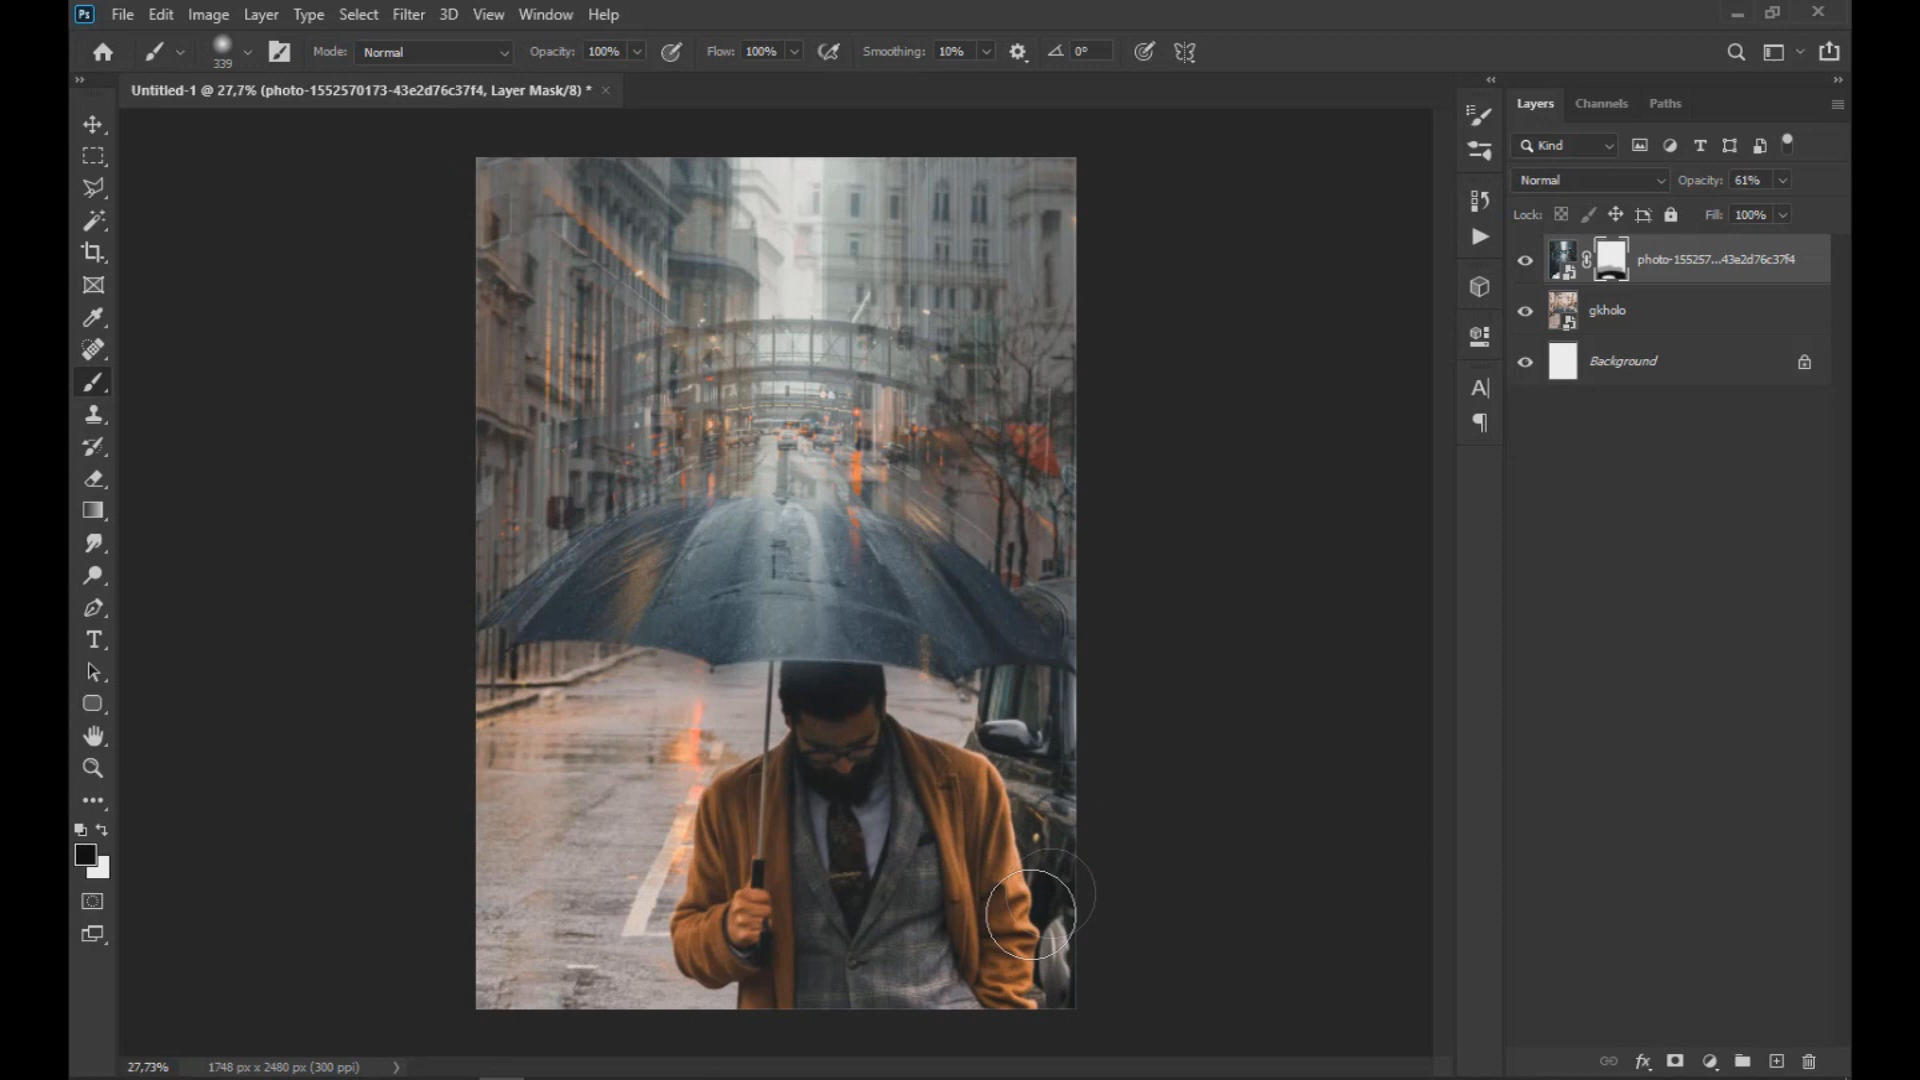 Ps File Edit Image Layer Type Select Filter 3D View Window Help
339 Mode: Normal Opacity: 100% Flow: 100% Smoothing: 10% 0°
Untitled-1 @ 27,7% (photo-1552570173-43e2d76c37f4, Layer Mask/8) *
Layers Channels Paths
Kind
Normal Opacity: 61%
Lock: Fill: 100%
photo-155257...43e2d76c37f4
gkholo
Background
27,73% 1748 px x 2480 px (300 ppi)